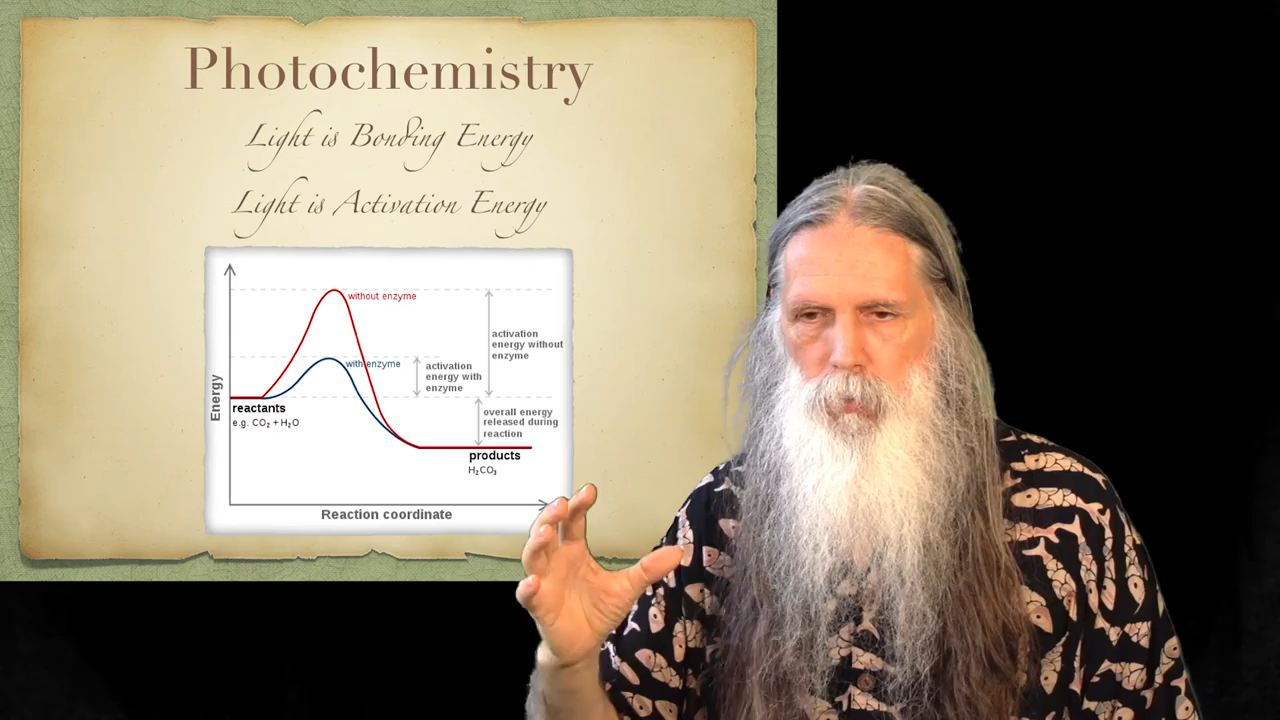 Photochemistry
Light is Bonding Energy
Light is Activation Energy
without enzyme
activation
energy without
enzyme
with enzyme
activation
energy with
enzyme
Energy
reactants
e.g. CO₂ + H₂O
overall energy
released during
reaction
products
H₂CO₃
Reaction coordinate